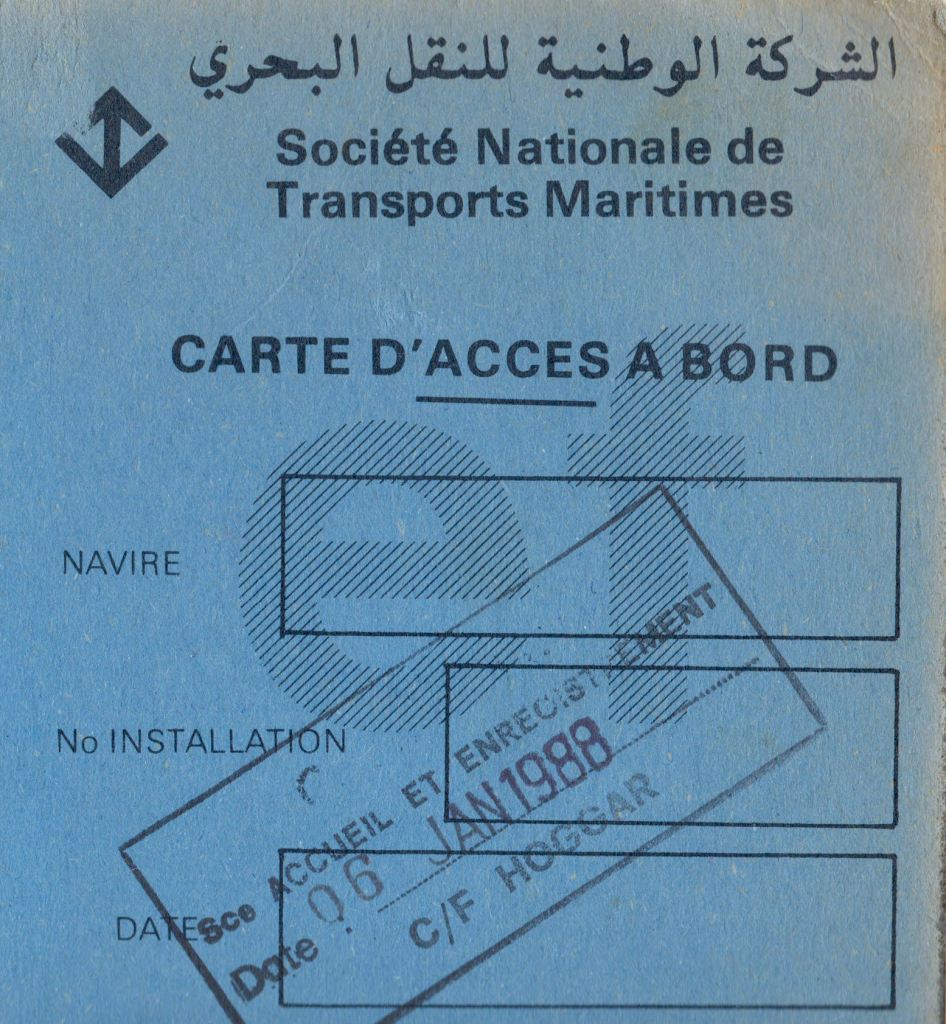 الشركة الوطنية للنقل البحري
Société Nationale de
Transports Maritimes
CARTE D'ACCES A BORD
et
NAVIRE
No INSTALLATION
DATE
Sce ACCUEIL ET ENREGISTREMENT
Date : 06 JAN 1988
C/F HOGGAR